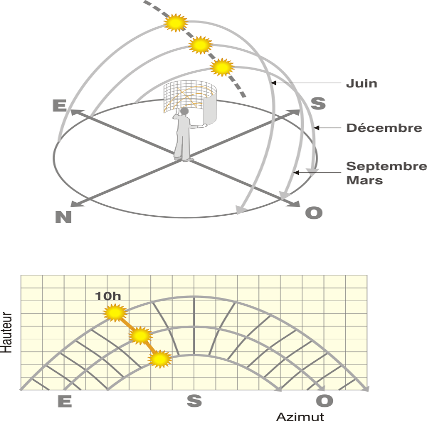 Juin
E
S
Décembre
Septembre
Mars
N
O
10h
Hauteur
E
S
O
Azimut